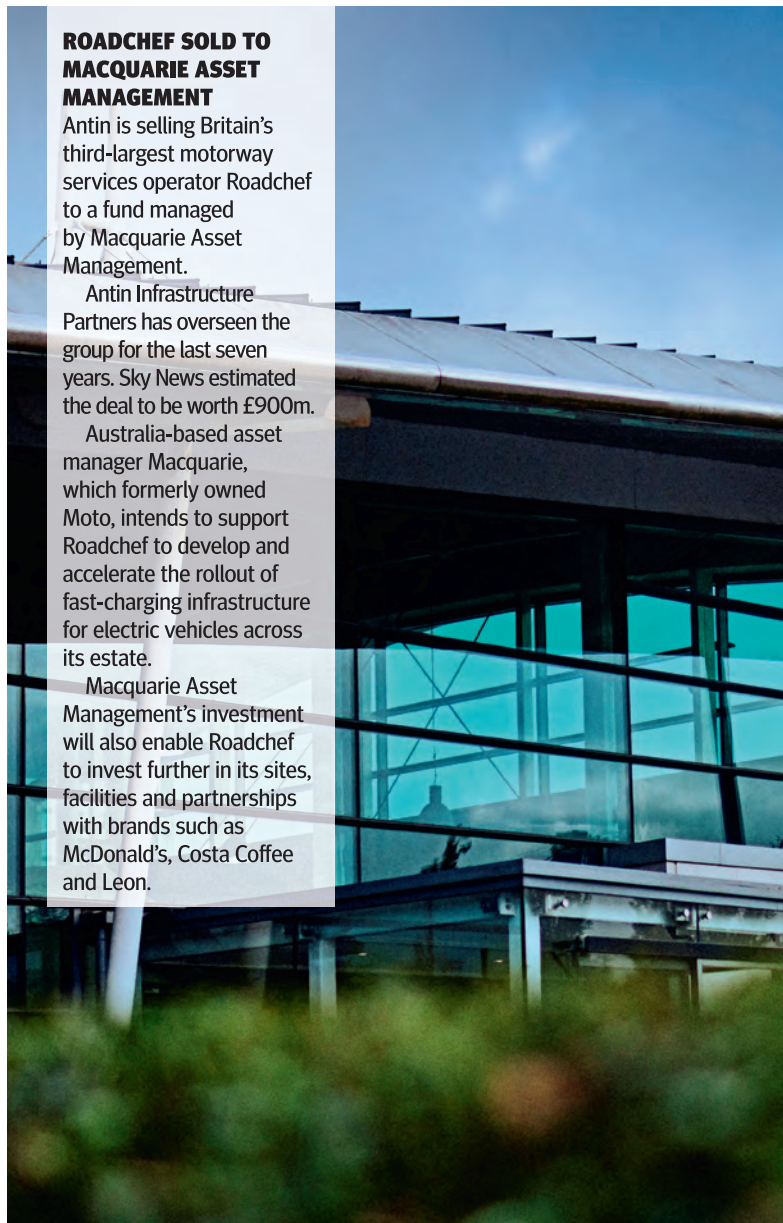 ROADCHEF SOLD TO
MACQUARIE ASSET
MANAGEMENT
Antin is selling Britain's
third-largest motorway
services operator Roadchef
to a fund managed
by Macquarie Asset
Management.
Antin Infrastructure
Partners has overseen the
group for the last seven
years. Sky News estimated
the deal to be worth £900m.
Australia-based asset
manager Macquarie,
which formerly owned
Moto, intends to support
Roadchef to develop and
accelerate the rollout of
fast-charging infrastructure
for electric vehicles across
its estate.
Macquarie Asset
Management's investment
will also enable Roadchef
to invest further in its sites,
facilities and partnerships
with brands such as
McDonald's, Costa Coffee
and Leon.